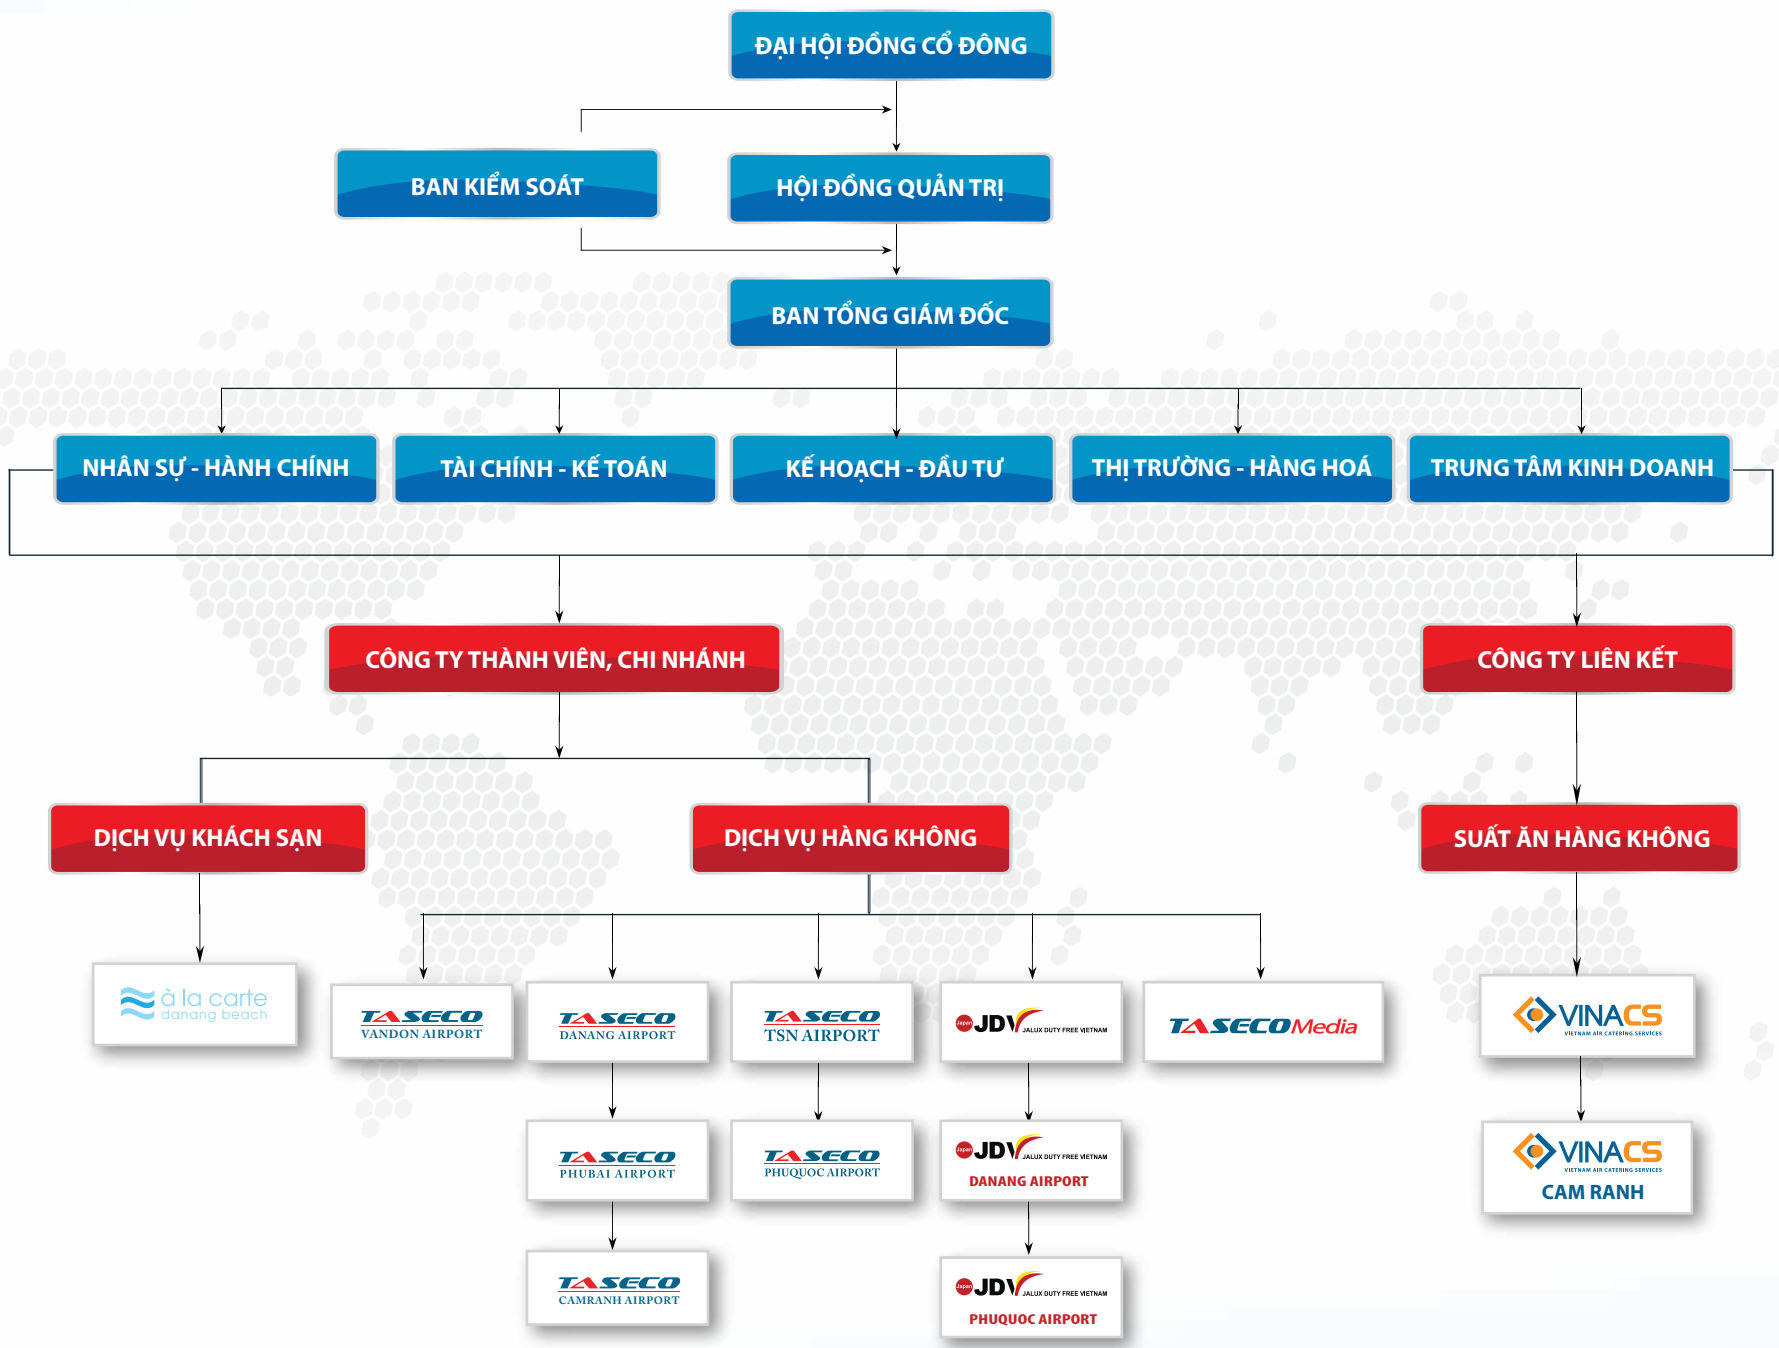 ĐẠI HỘI ĐỒNG CỔ ĐÔNG
BAN KIỂM SOÁT
HỘI ĐỒNG QUẢN TRỊ
BAN TỔNG GIÁM ĐỐC
NHÂN SỰ - HÀNH CHÍNH
TÀI CHÍNH - KẾ TOÁN
KẾ HOẠCH - ĐẦU TƯ
THỊ TRƯỜNG - HÀNG HOÁ
TRUNG TÂM KINH DOANH
CÔNG TY THÀNH VIÊN, CHI NHÁNH
CÔNG TY LIÊN KẾT
DỊCH VỤ KHÁCH SẠN
DỊCH VỤ HÀNG KHÔNG
SUẤT ĂN HÀNG KHÔNG
à la carte
danang beach
TASECO
VANDON AIRPORT
TASECO
DANANG AIRPORT
TASECO
TSN AIRPORT
Japan JDV JALUX DUTY FREE VIETNAM
TASECO Media
VINACS
VIETNAM AIR CATERING SERVICES
TASECO
PHUBAI AIRPORT
TASECO
PHUQUOC AIRPORT
Japan JDV JALUX DUTY FREE VIETNAM
DANANG AIRPORT
VINACS
VIETNAM AIR CATERING SERVICES
CAM RANH
TASECO
CAMRANH AIRPORT
Japan JDV JALUX DUTY FREE VIETNAM
PHUQUOC AIRPORT